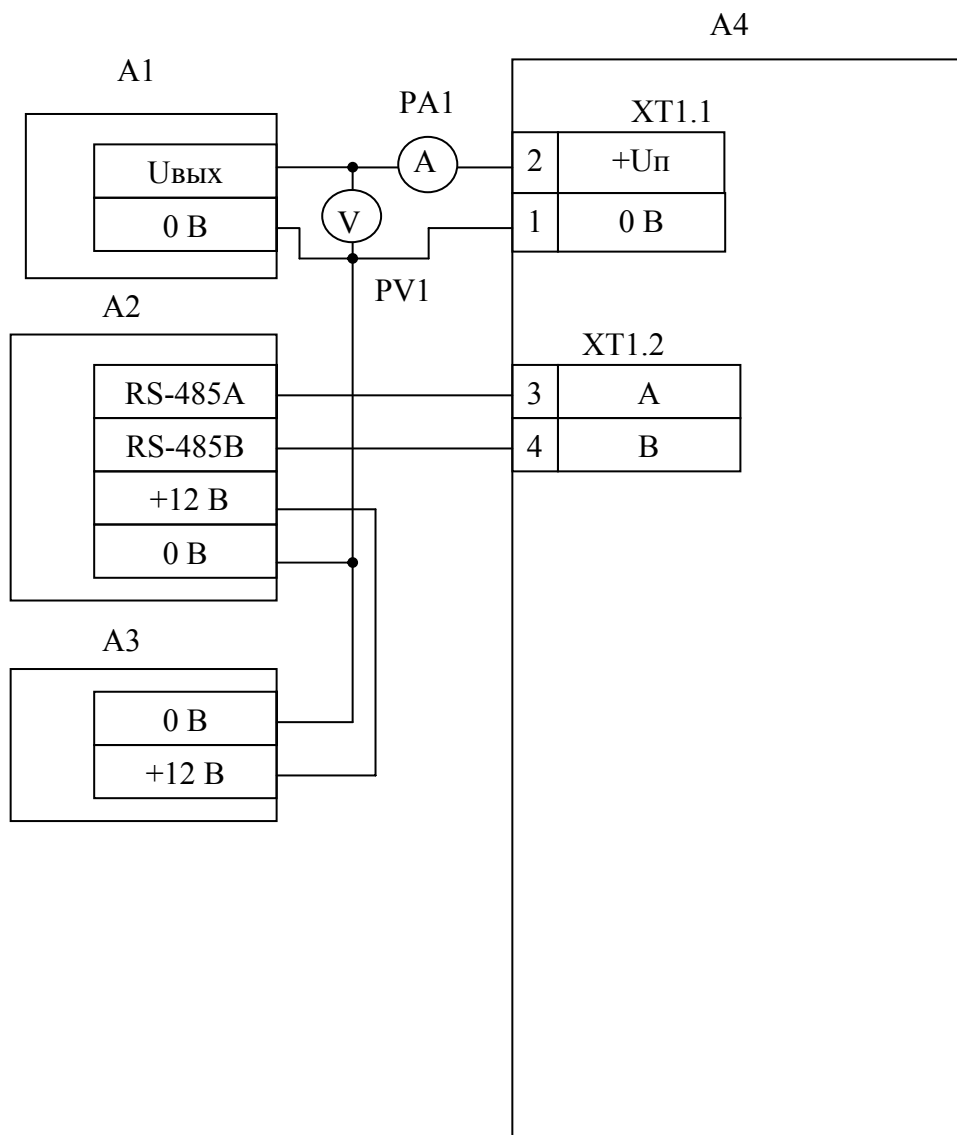 A4
A1
PA1
XT1.1
Uвых
A
2
+Uп
0 В
V
1
0 В
PV1
A2
XT1.2
RS-485A
3
A
RS-485B
4
B
+12 В
0 В
A3
0 В
+12 В